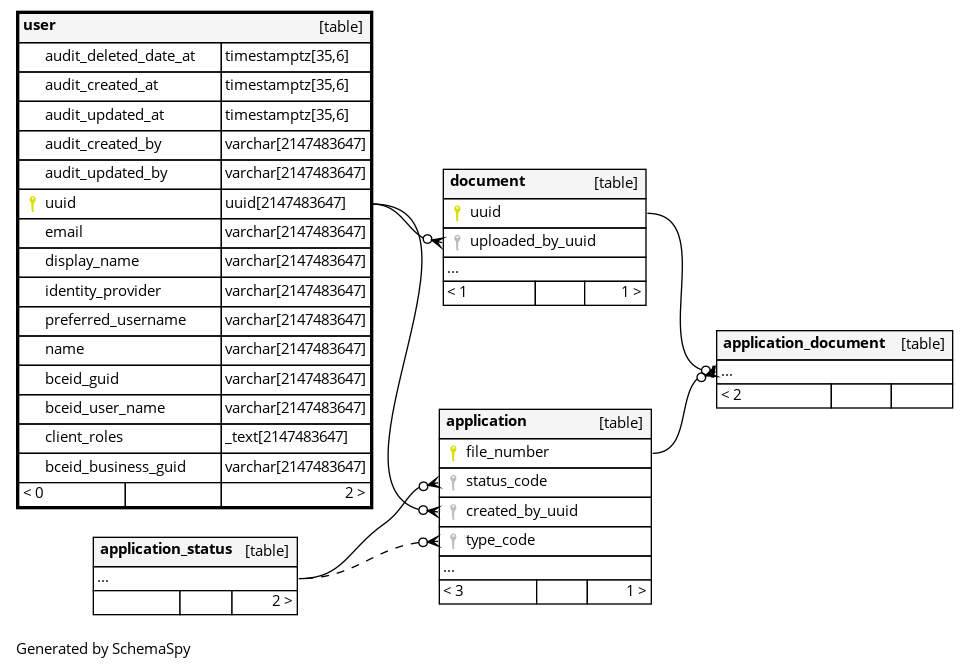 user [table]
audit_deleted_date_at timestamptz[35,6]
audit_created_at timestamptz[35,6]
audit_updated_at timestamptz[35,6]
audit_created_by varchar[2147483647]
audit_updated_by varchar[2147483647]
uuid uuid[2147483647]
email varchar[2147483647]
display_name varchar[2147483647]
identity_provider varchar[2147483647]
preferred_username varchar[2147483647]
name varchar[2147483647]
bceid_guid varchar[2147483647]
bceid_user_name varchar[2147483647]
client_roles _text[2147483647]
bceid_business_guid varchar[2147483647]
< 0 2 >
document [table]
uuid
uploaded_by_uuid
...
< 1 1 >
application_document [table]
...
< 2
application [table]
file_number
status_code
created_by_uuid
type_code
...
< 3 1 >
application_status [table]
...
2 >
Generated by SchemaSpy